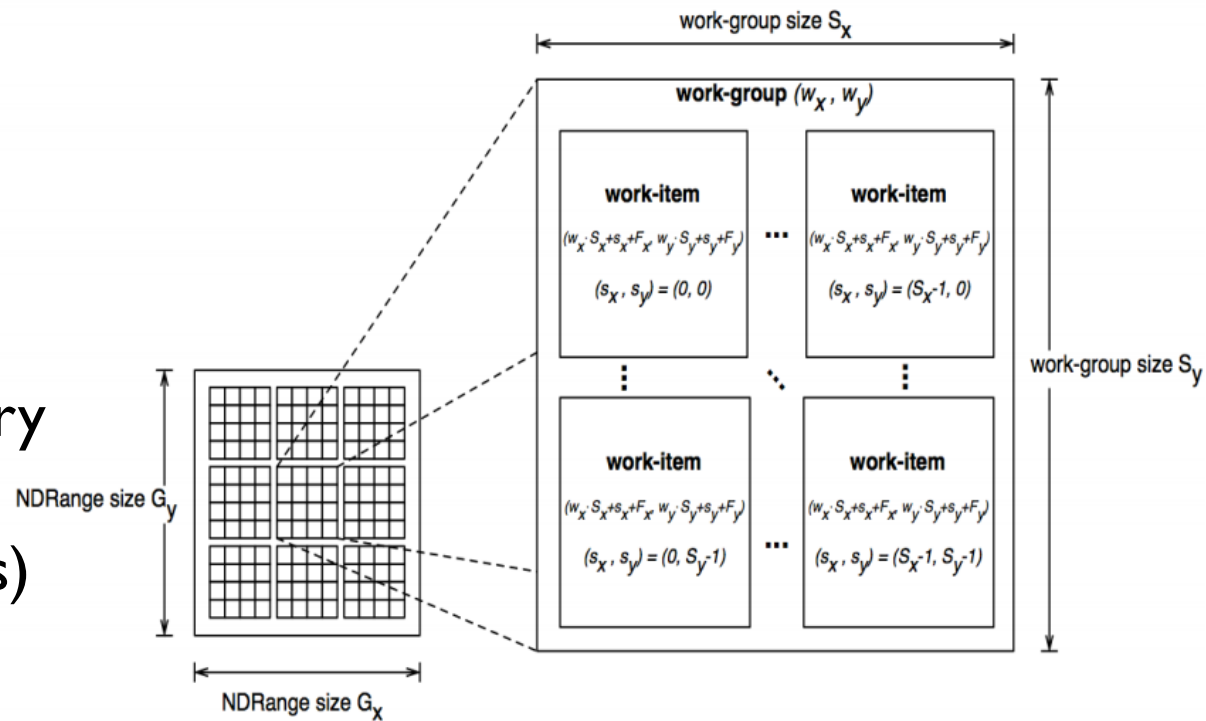 work-group size Sx
work-group (wx, wy)
work-item
(wx·Sx+sx+Fx, wy·Sy+sy+Fy)
(sx, sy) = (0, 0)
...
work-item
(wx·Sx+sx+Fx, wy·Sy+sy+Fy)
(sx, sy) = (Sx-1, 0)
work-group size Sy
work-item
(wx·Sx+sx+Fx, wy·Sy+sy+Fy)
(sx, sy) = (0, Sy-1)
...
work-item
(wx·Sx+sx+Fx, wy·Sy+sy+Fy)
(sx, sy) = (Sx-1, Sy-1)
ry
NDRange size Gy
s)
NDRange size Gx